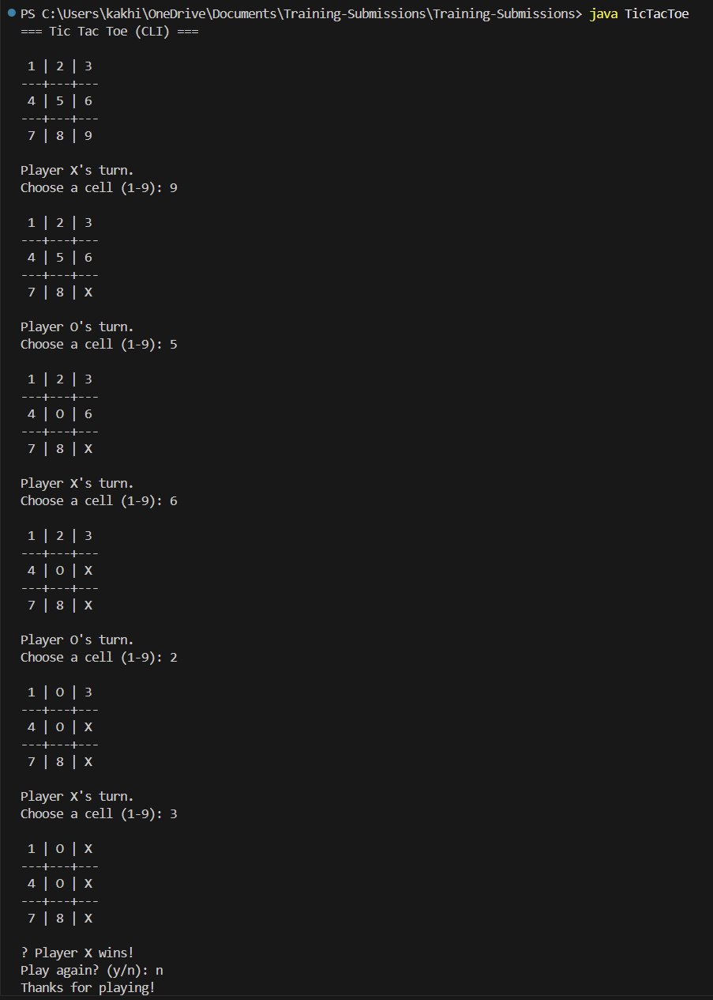 PS C:\Users\kakhi\OneDrive\Documents\Training-Submissions\Training-Submissions> java TicTacToe
=== Tic Tac Toe (CLI) ===
1 | 2 | 3
---+---+---
4 | 5 | 6
---+---+---
7 | 8 | 9
Player X's turn.
Choose a cell (1-9): 9
1 | 2 | 3
---+---+---
4 | 5 | 6
---+---+---
7 | 8 | X
Player O's turn.
Choose a cell (1-9): 5
1 | 2 | 3
---+---+---
4 | O | 6
---+---+---
7 | 8 | X
Player X's turn.
Choose a cell (1-9): 6
1 | 2 | 3
---+---+---
4 | O | X
---+---+---
7 | 8 | X
Player O's turn.
Choose a cell (1-9): 2
1 | O | 3
---+---+---
4 | O | X
---+---+---
7 | 8 | X
Player X's turn.
Choose a cell (1-9): 3
1 | O | X
---+---+---
4 | O | X
---+---+---
7 | 8 | X
? Player X wins!
Play again? (y/n): n
Thanks for playing!